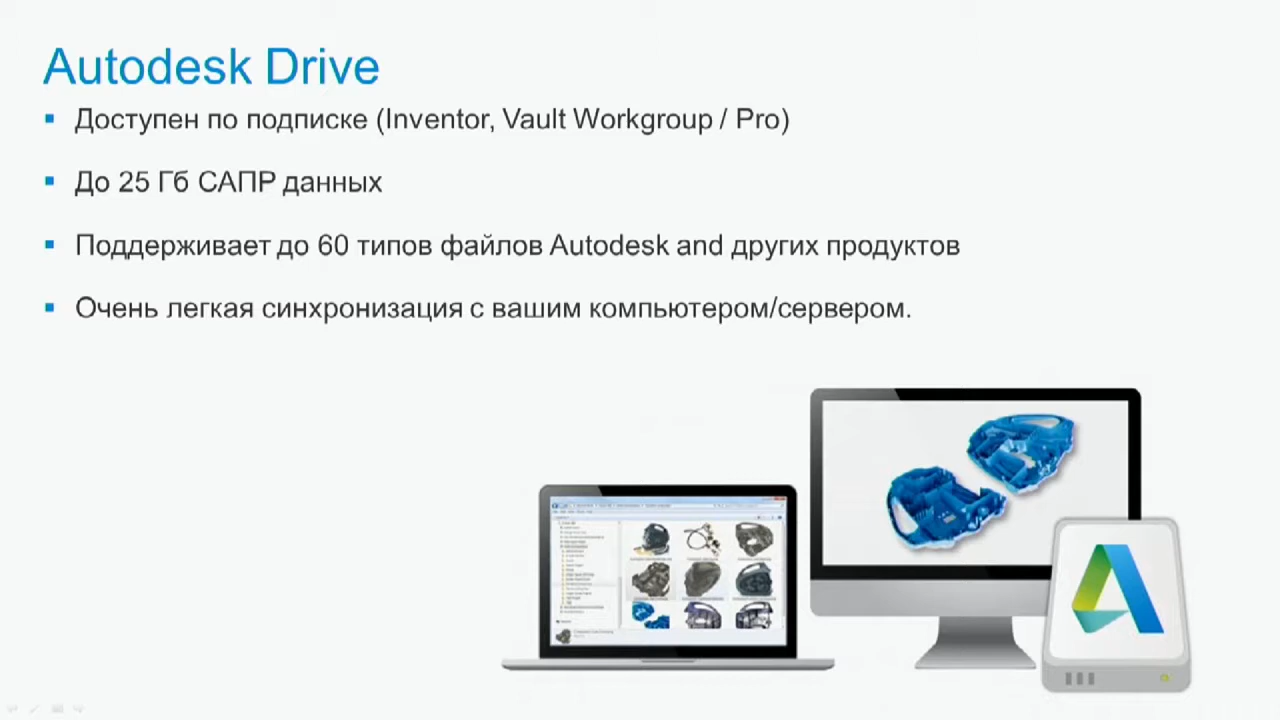 Autodesk Drive
Доступен по подписке (Inventor, Vault Workgroup / Pro)
До 25 Гб САПР данных
Поддерживает до 60 типов файлов Autodesk and других продуктов
Очень легкая синхронизация с вашим компьютером/сервером.